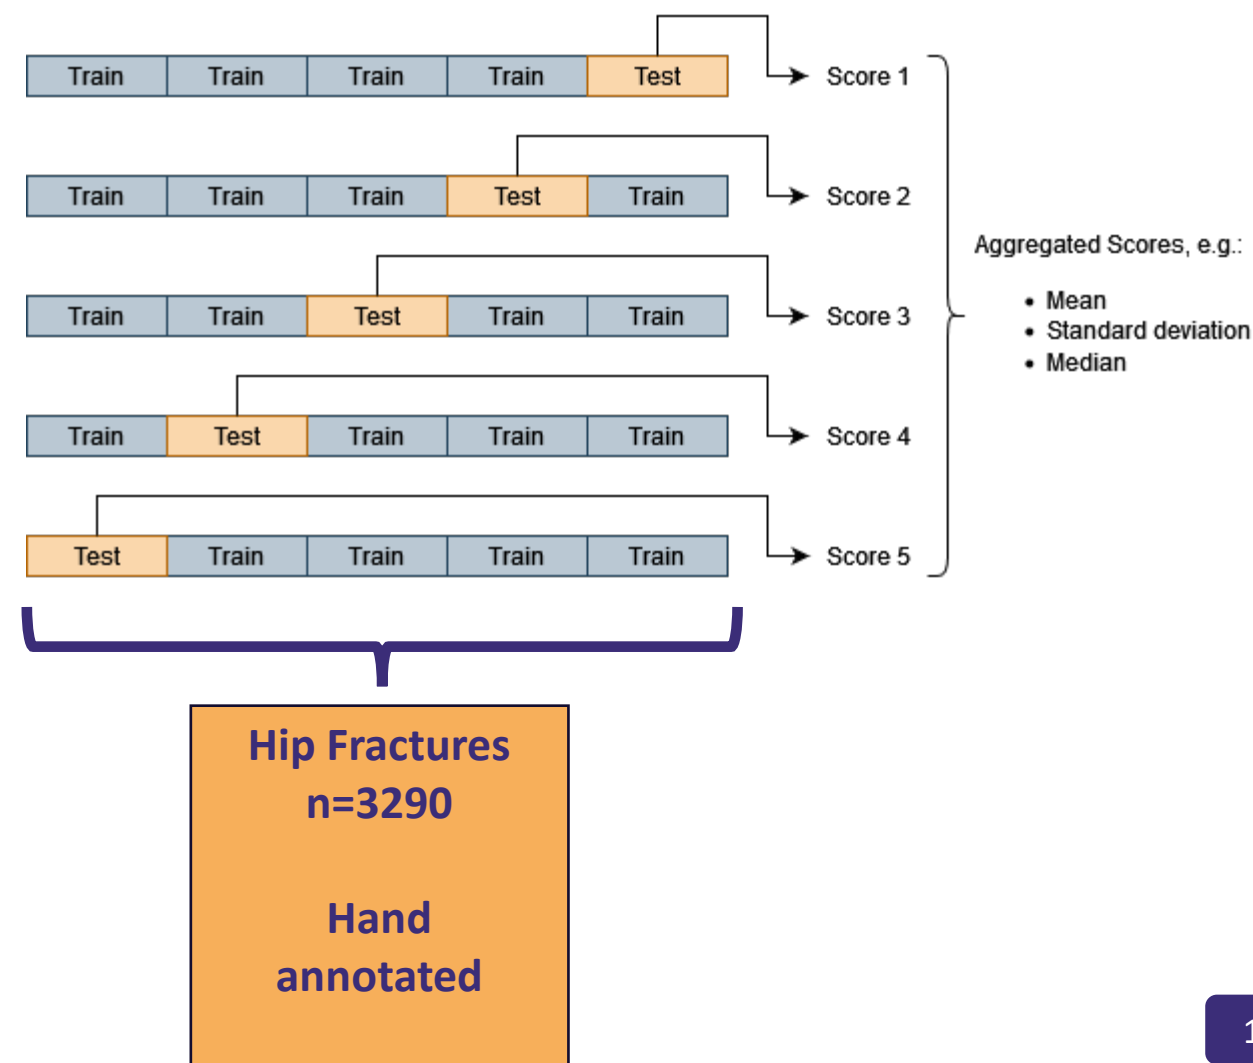 Train Train Train Train Test Score 1
Train Train Train Test Train Score 2
Aggregated Scores, e.g.:
• Mean
Train Train Test Train Train Score 3
• Standard deviation
• Median
Train Test Train Train Train Score 4
Test Train Train Train Train Score 5
Hip Fractures
n=3290
Hand
annotated